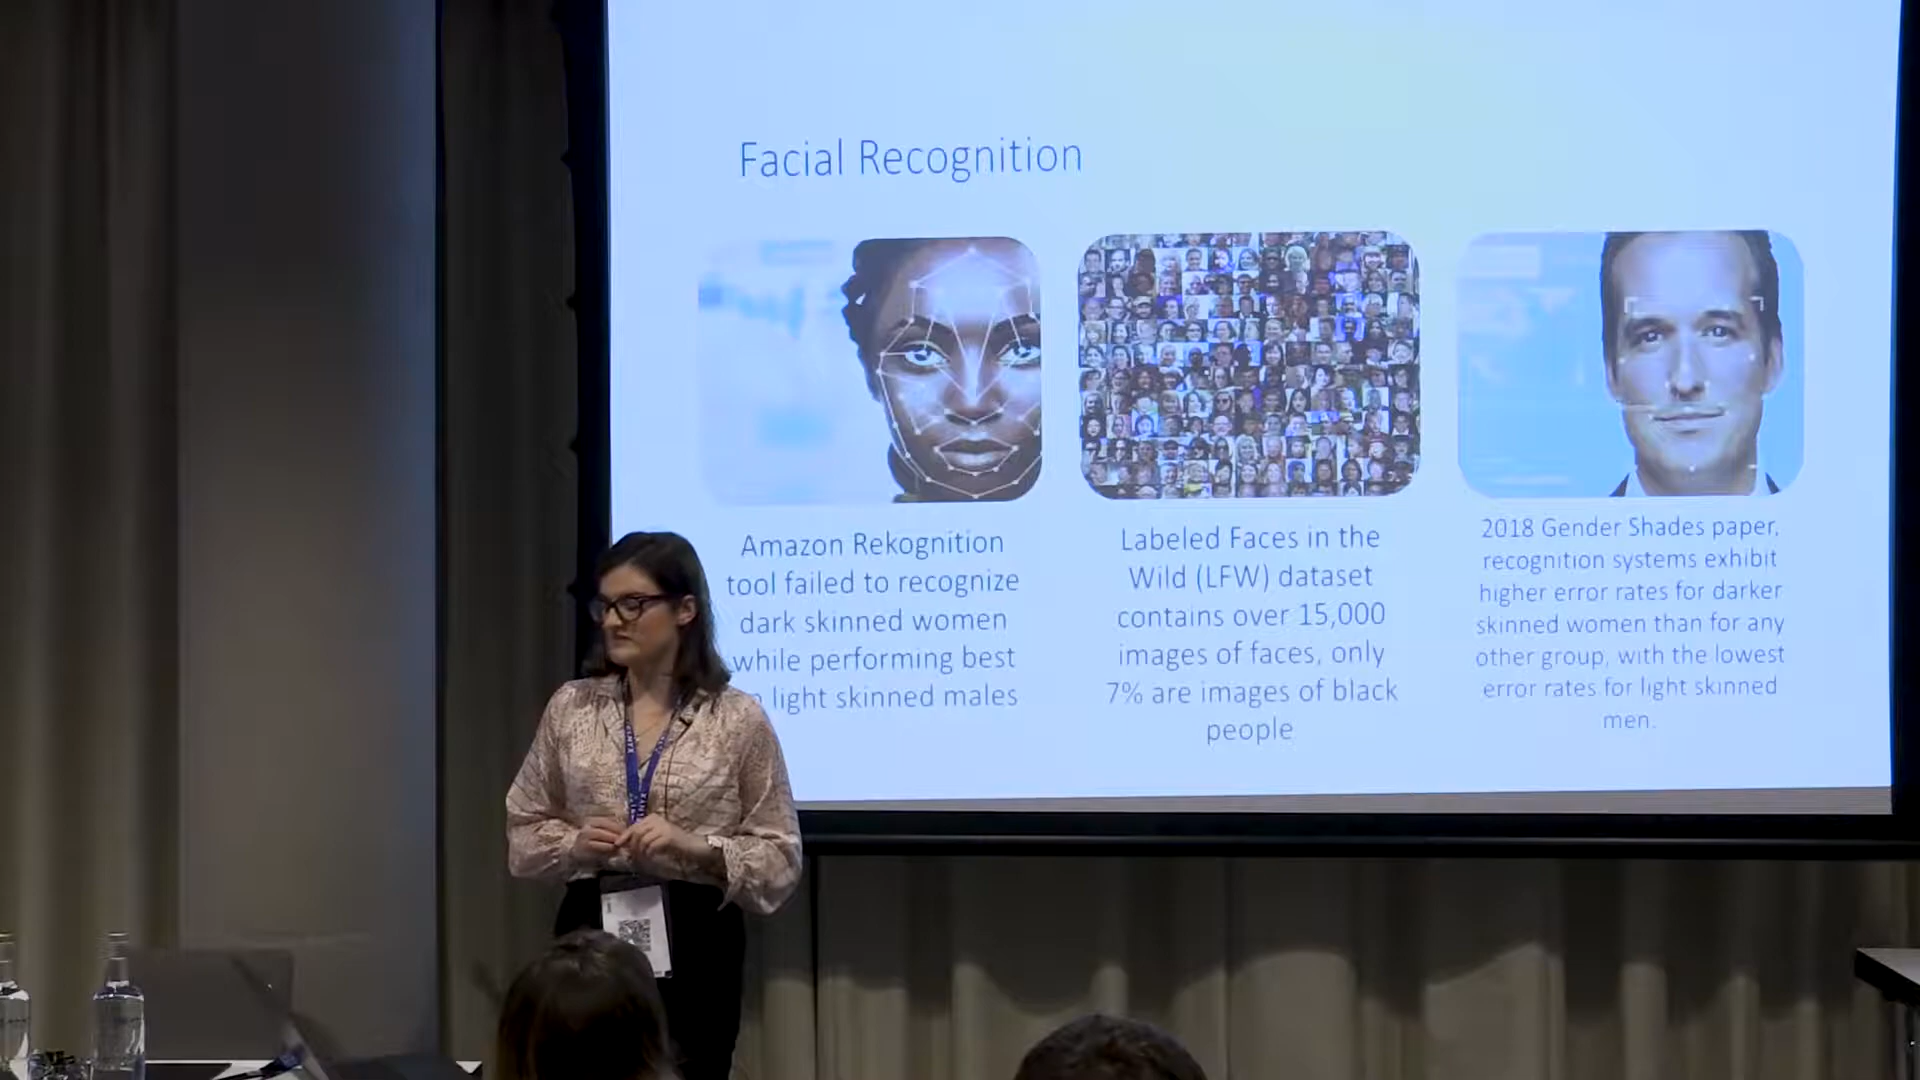 Facial Recognition
Amazon Rekognition
tool failed to recognize
dark skinned women
while performing best
light skinned males
Labeled Faces in the
Wild (LFW) dataset
contains over 15,000
images of faces, only
7% are images of black
people
2018 Gender Shades paper,
recognition systems exhibit
higher error rates for darker
skinned women than for any
other group, with the lowest
error rates for light skinned
men.